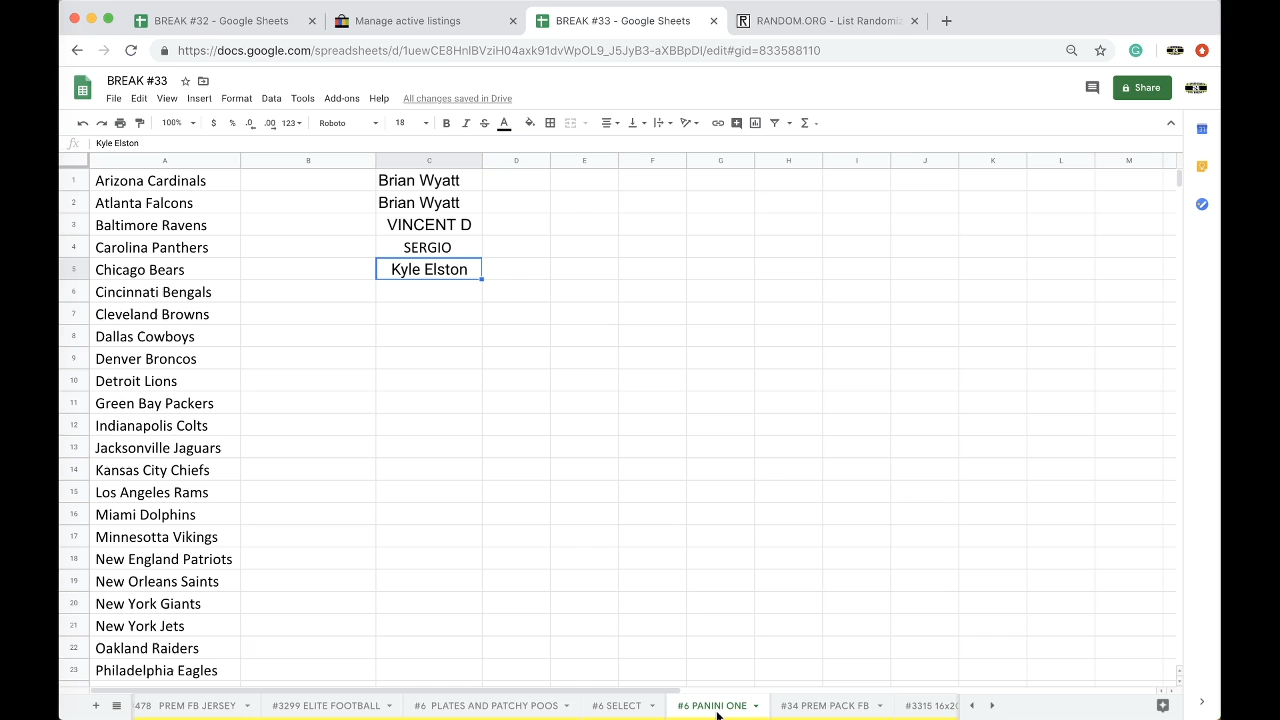 BREAK #32 - Google Sheets
Manage active listings
BREAK #33 - Google Sheets
RANDOM.ORG - List Randomiz
https://docs.google.com/spreadsheets/d/1uewCE8HnIBVziH04axk91dvWpOL9_J5JyB3-aXBBpDI/edit#gid=833588110
BREAK #33
File Edit View Insert Format Data Tools Add-ons Help All changes saved in Drive
Share
100% $ % .0 .00 123 Roboto 18 B I S A
fx Kyle Elston
A B C D E F G H I J K L M
1 Arizona Cardinals Brian Wyatt
2 Atlanta Falcons Brian Wyatt
3 Baltimore Ravens VINCENT D
4 Carolina Panthers SERGIO
5 Chicago Bears Kyle Elston
6 Cincinnati Bengals
7 Cleveland Browns
8 Dallas Cowboys
9 Denver Broncos
10 Detroit Lions
11 Green Bay Packers
12 Indianapolis Colts
13 Jacksonville Jaguars
14 Kansas City Chiefs
15 Los Angeles Rams
16 Miami Dolphins
17 Minnesota Vikings
18 New England Patriots
19 New Orleans Saints
20 New York Giants
21 New York Jets
22 Oakland Raiders
23 Philadelphia Eagles
478 PREM FB JERSEY #3299 ELITE FOOTBALL #6 PLATES AND PATCHY POOS #6 SELECT #6 PANINI ONE #34 PREM PACK FB #3315 16x20